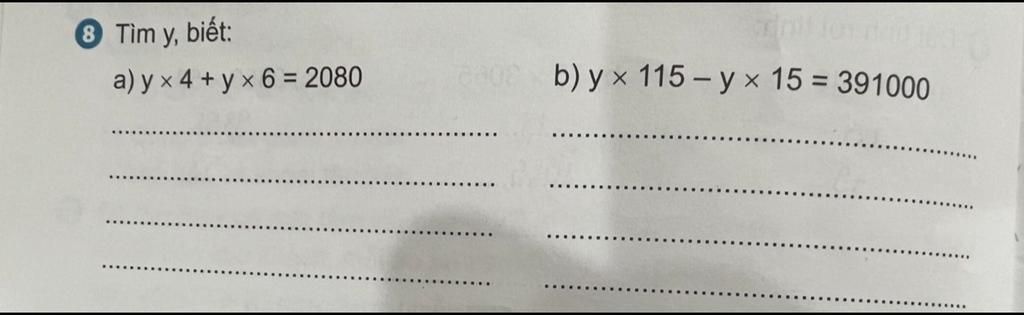 8 Tìm y, biết:
a) y × 4 + y × 6 = 2080
b) y × 115 – y × 15 = 391000